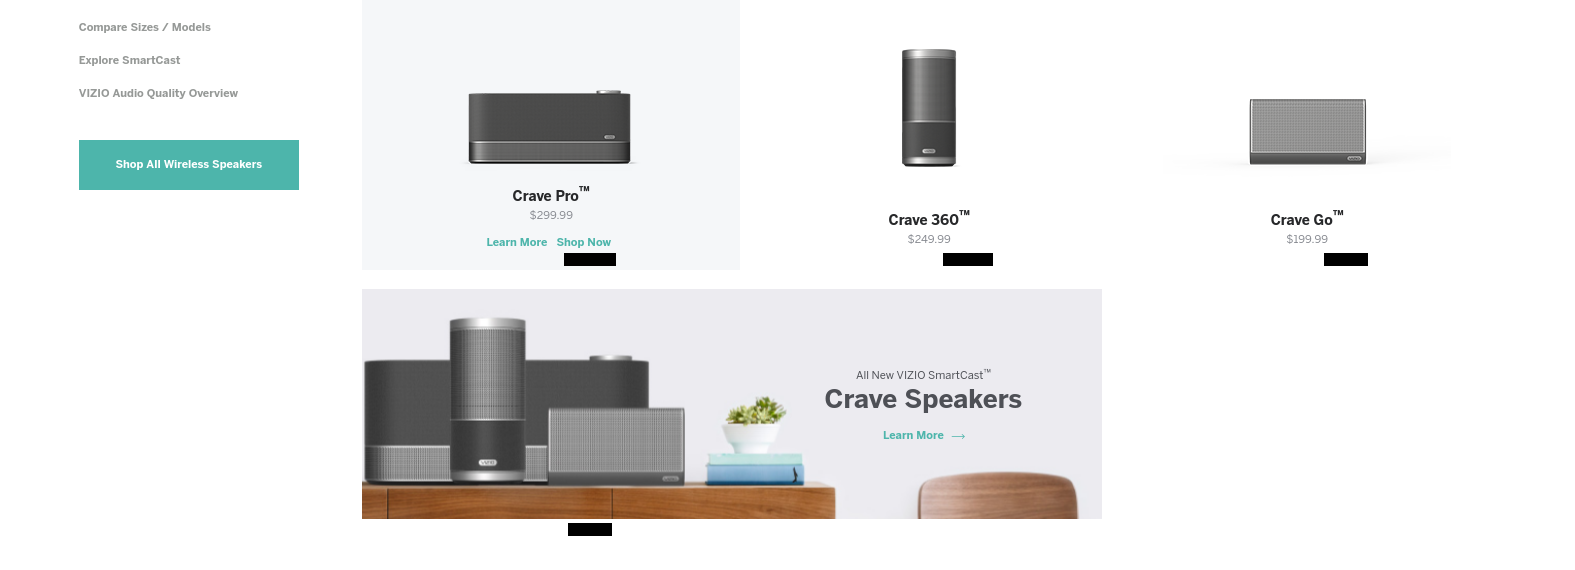 Compare Sizes / Models
Explore SmartCast
VIZIO Audio Quality Overview
Shop All Wireless Speakers
Crave Pro™
$299.99
Learn More Shop Now
Crave 360™
$249.99
Crave Go™
$199.99
All New VIZIO SmartCast™
Crave Speakers
Learn More →